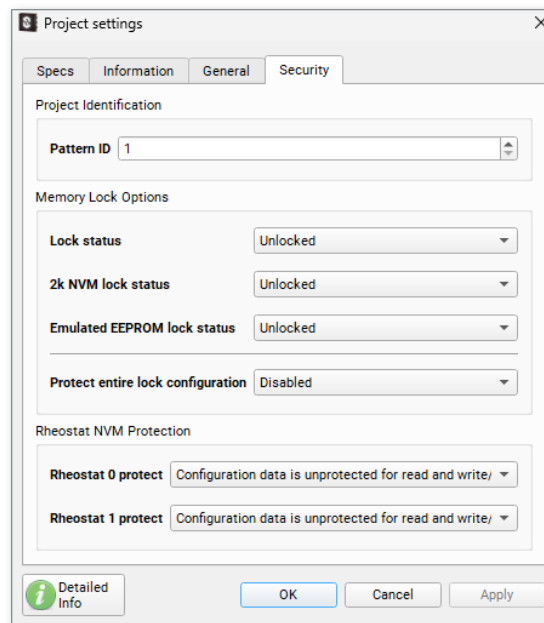 Project settings
Specs Information General Security
Project Identification
Pattern ID 1
Memory Lock Options
Lock status Unlocked
2k NVM lock status Unlocked
Emulated EEPROM lock status Unlocked
Protect entire lock configuration Disabled
Rheostat NVM Protection
Rheostat 0 protect Configuration data is unprotected for read and write/
Rheostat 1 protect Configuration data is unprotected for read and write/
Detailed
Info
OK Cancel Apply